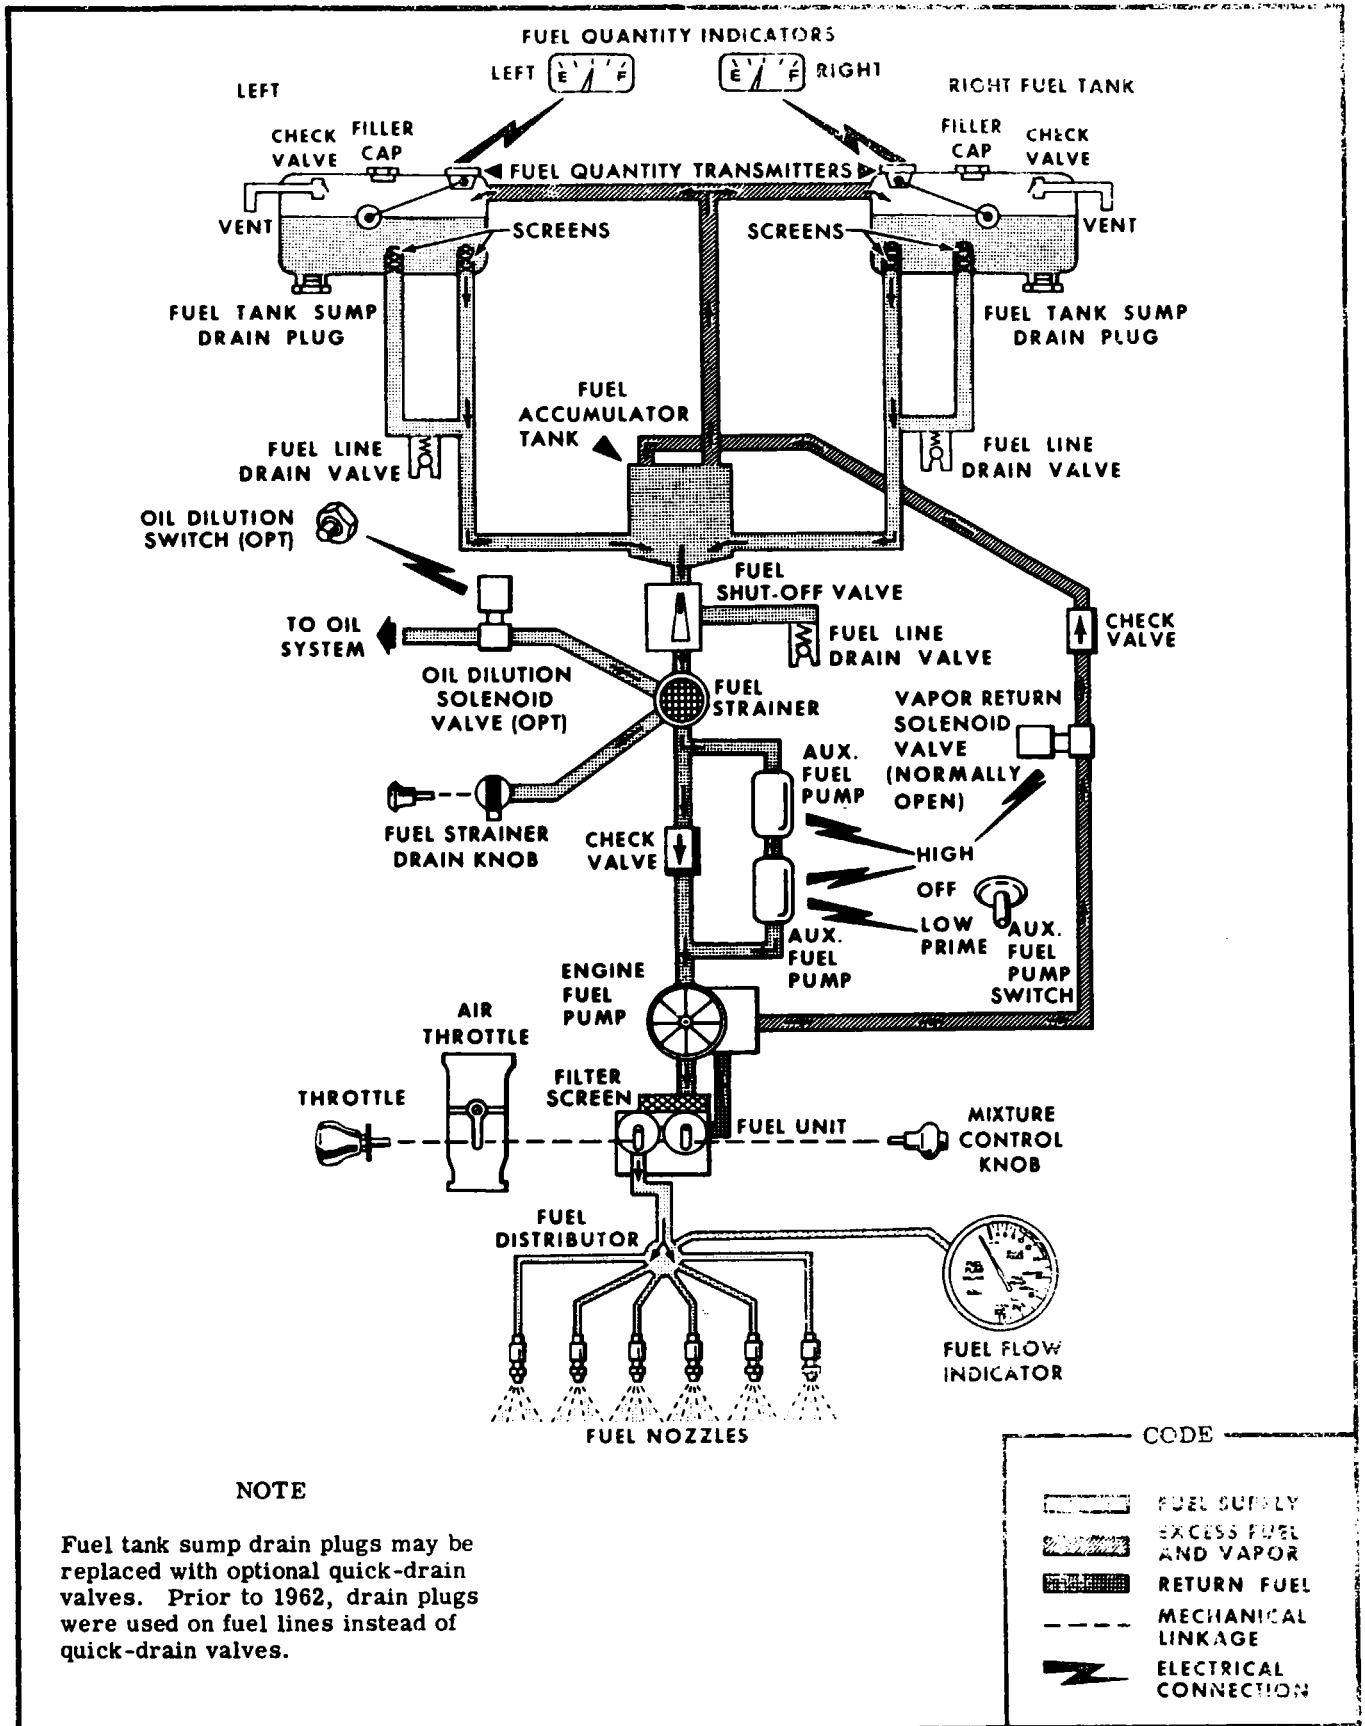 FUEL QUANTITY INDICATORS
LEFT
E F
E F
RIGHT
LEFT
RIGHT FUEL TANK
CHECK
VALVE
FILLER
CAP
FILLER
CAP
CHECK
VALVE
FUEL QUANTITY TRANSMITTERS
VENT
SCREENS
SCREENS
VENT
FUEL TANK SUMP
DRAIN PLUG
FUEL TANK SUMP
DRAIN PLUG
FUEL
ACCUMULATOR
TANK
FUEL LINE
DRAIN VALVE
FUEL LINE
DRAIN VALVE
OIL DILUTION
SWITCH (OPT)
FUEL
SHUT-OFF VALVE
TO OIL
SYSTEM
FUEL LINE
DRAIN VALVE
CHECK
VALVE
OIL DILUTION
SOLENOID
VALVE (OPT)
FUEL
STRAINER
VAPOR RETURN
SOLENOID
VALVE
(NORMALLY
OPEN)
AUX.
FUEL
PUMP
FUEL STRAINER
DRAIN KNOB
CHECK
VALVE
HIGH
OFF
LOW
PRIME
AUX.
FUEL
PUMP
SWITCH
AUX.
FUEL
PUMP
ENGINE
FUEL
PUMP
AIR
THROTTLE
FILTER
SCREEN
THROTTLE
FUEL UNIT
MIXTURE
CONTROL
KNOB
FUEL
DISTRIBUTOR
FUEL FLOW
INDICATOR
FUEL NOZZLES
CODE
FUEL SUPPLY
EXCESS FUEL
AND VAPOR
RETURN FUEL
MECHANICAL
LINKAGE
ELECTRICAL
CONNECTION
NOTE
Fuel tank sump drain plugs may be
replaced with optional quick-drain
valves. Prior to 1962, drain plugs
were used on fuel lines instead of
quick-drain valves.